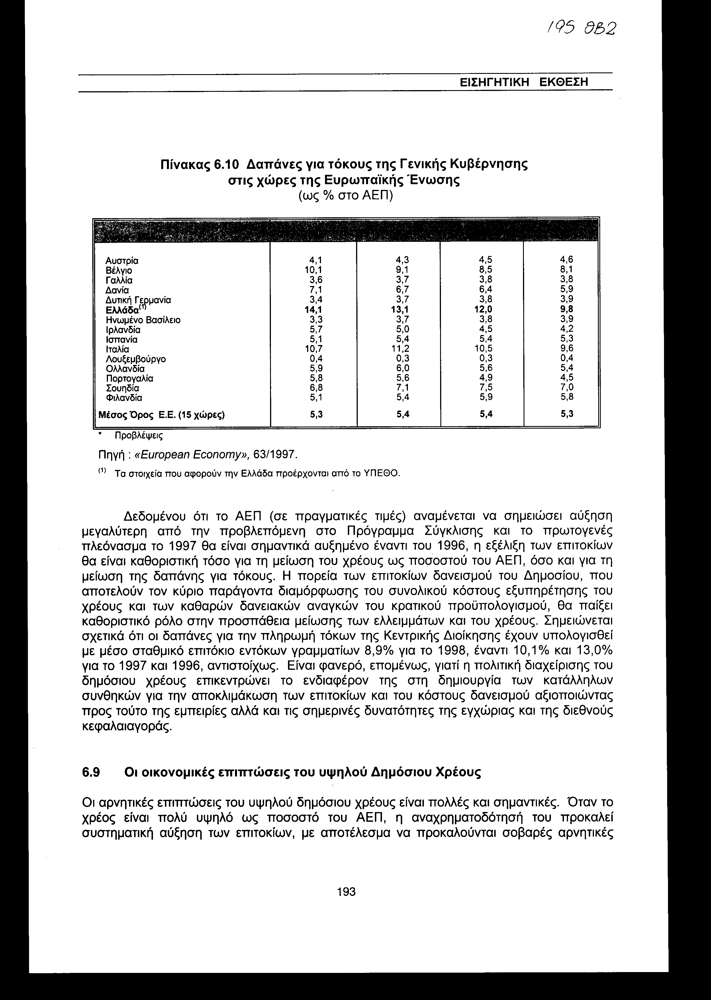 195 θβ2
ΕΙΣΗΓΗΤΙΚΗ ΕΚΘΕΣΗ
Πίνακας 6.10 Δαπάνες για τόκους της Γενικής Κυβέρνησης
στις χώρες της Ευρωπαϊκής Ένωσης
(ως % στο ΑΕΠ)
Αυστρία 4,1 4,3 4,5 4,6
Βέλγιο 10,1 9,1 8,5 8,1
Γαλλία 3,6 3,7 3,8 3,8
Δανία 7,1 6,7 6,4 5,9
Δυτική Γερμανία 3,4 3,7 3,8 3,9
Ελλάδα(1) 14,1 13,1 12,0 9,8
Ηνωμένο Βασίλειο 3,3 3,7 3,8 3,9
Ιρλανδία 5,7 5,0 4,5 4,2
Ισπανία 5,1 5,4 5,4 5,3
Ιταλία 10,7 11,2 10,5 9,6
Λουξεμβούργο 0,4 0,3 0,3 0,4
Ολλανδία 5,9 6,0 5,6 5,4
Πορτογαλία 5,8 5,6 4,9 4,5
Σουηδία 6,8 7,1 7,5 7,0
Φιλανδία 5,1 5,4 5,9 5,8
Μέσος Όρος Ε.Ε. (15 χώρες) 5,3 5,4 5,4 5,3
* Προβλέψεις
Πηγή : «European Economy», 63/1997.
(1) Τα στοιχεία που αφορούν την Ελλάδα προέρχονται από το ΥΠΕΘΟ.
Δεδομένου ότι το ΑΕΠ (σε πραγματικές τιμές) αναμένεται να σημειώσει αύξηση
μεγαλύτερη από την προβλεπόμενη στο Πρόγραμμα Σύγκλισης και το πρωτογενές
πλεόνασμα το 1997 θα είναι σημαντικά αυξημένο έναντι του 1996, η εξέλιξη των επιτοκίων
θα είναι καθοριστική τόσο για τη μείωση του χρέους ως ποσοστού του ΑΕΠ, όσο και για τη
μείωση της δαπάνης για τόκους. Η πορεία των επιτοκίων δανεισμού του Δημοσίου, που
αποτελούν τον κύριο παράγοντα διαμόρφωσης του συνολικού κόστους εξυπηρέτησης του
χρέους και των καθαρών δανειακών αναγκών του κρατικού προϋπολογισμού, θα παίξει
καθοριστικό ρόλο στην προσπάθεια μείωσης των ελλειμμάτων και του χρέους. Σημειώνεται
σχετικά ότι οι δαπάνες για την πληρωμή τόκων της Κεντρικής Διοίκησης έχουν υπολογισθεί
με μέσο σταθμικό επιτόκιο εντόκων γραμματίων 8,9% για το 1998, έναντι 10,1% και 13,0%
για το 1997 και 1996, αντιστοίχως. Είναι φανερό, επομένως, γιατί η πολιτική διαχείρισης του
δημόσιου χρέους επικεντρώνει το ενδιαφέρον της στη δημιουργία των κατάλληλων
συνθηκών για την αποκλιμάκωση των επιτοκίων και του κόστους δανεισμού αξιοποιώντας
προς τούτο της εμπειρίες αλλά και τις σημερινές δυνατότητες της εγχώριας και της διεθνούς
κεφαλαιαγοράς.
6.9 Οι οικονομικές επιπτώσεις του υψηλού Δημόσιου Χρέους
Οι αρνητικές επιπτώσεις του υψηλού δημόσιου χρέους είναι πολλές και σημαντικές. Όταν το
χρέος είναι πολύ υψηλό ως ποσοστό του ΑΕΠ, η αναχρηματοδότησή του προκαλεί
συστηματική αύξηση των επιτοκίων, με αποτέλεσμα να προκαλούνται σοβαρές αρνητικές
193